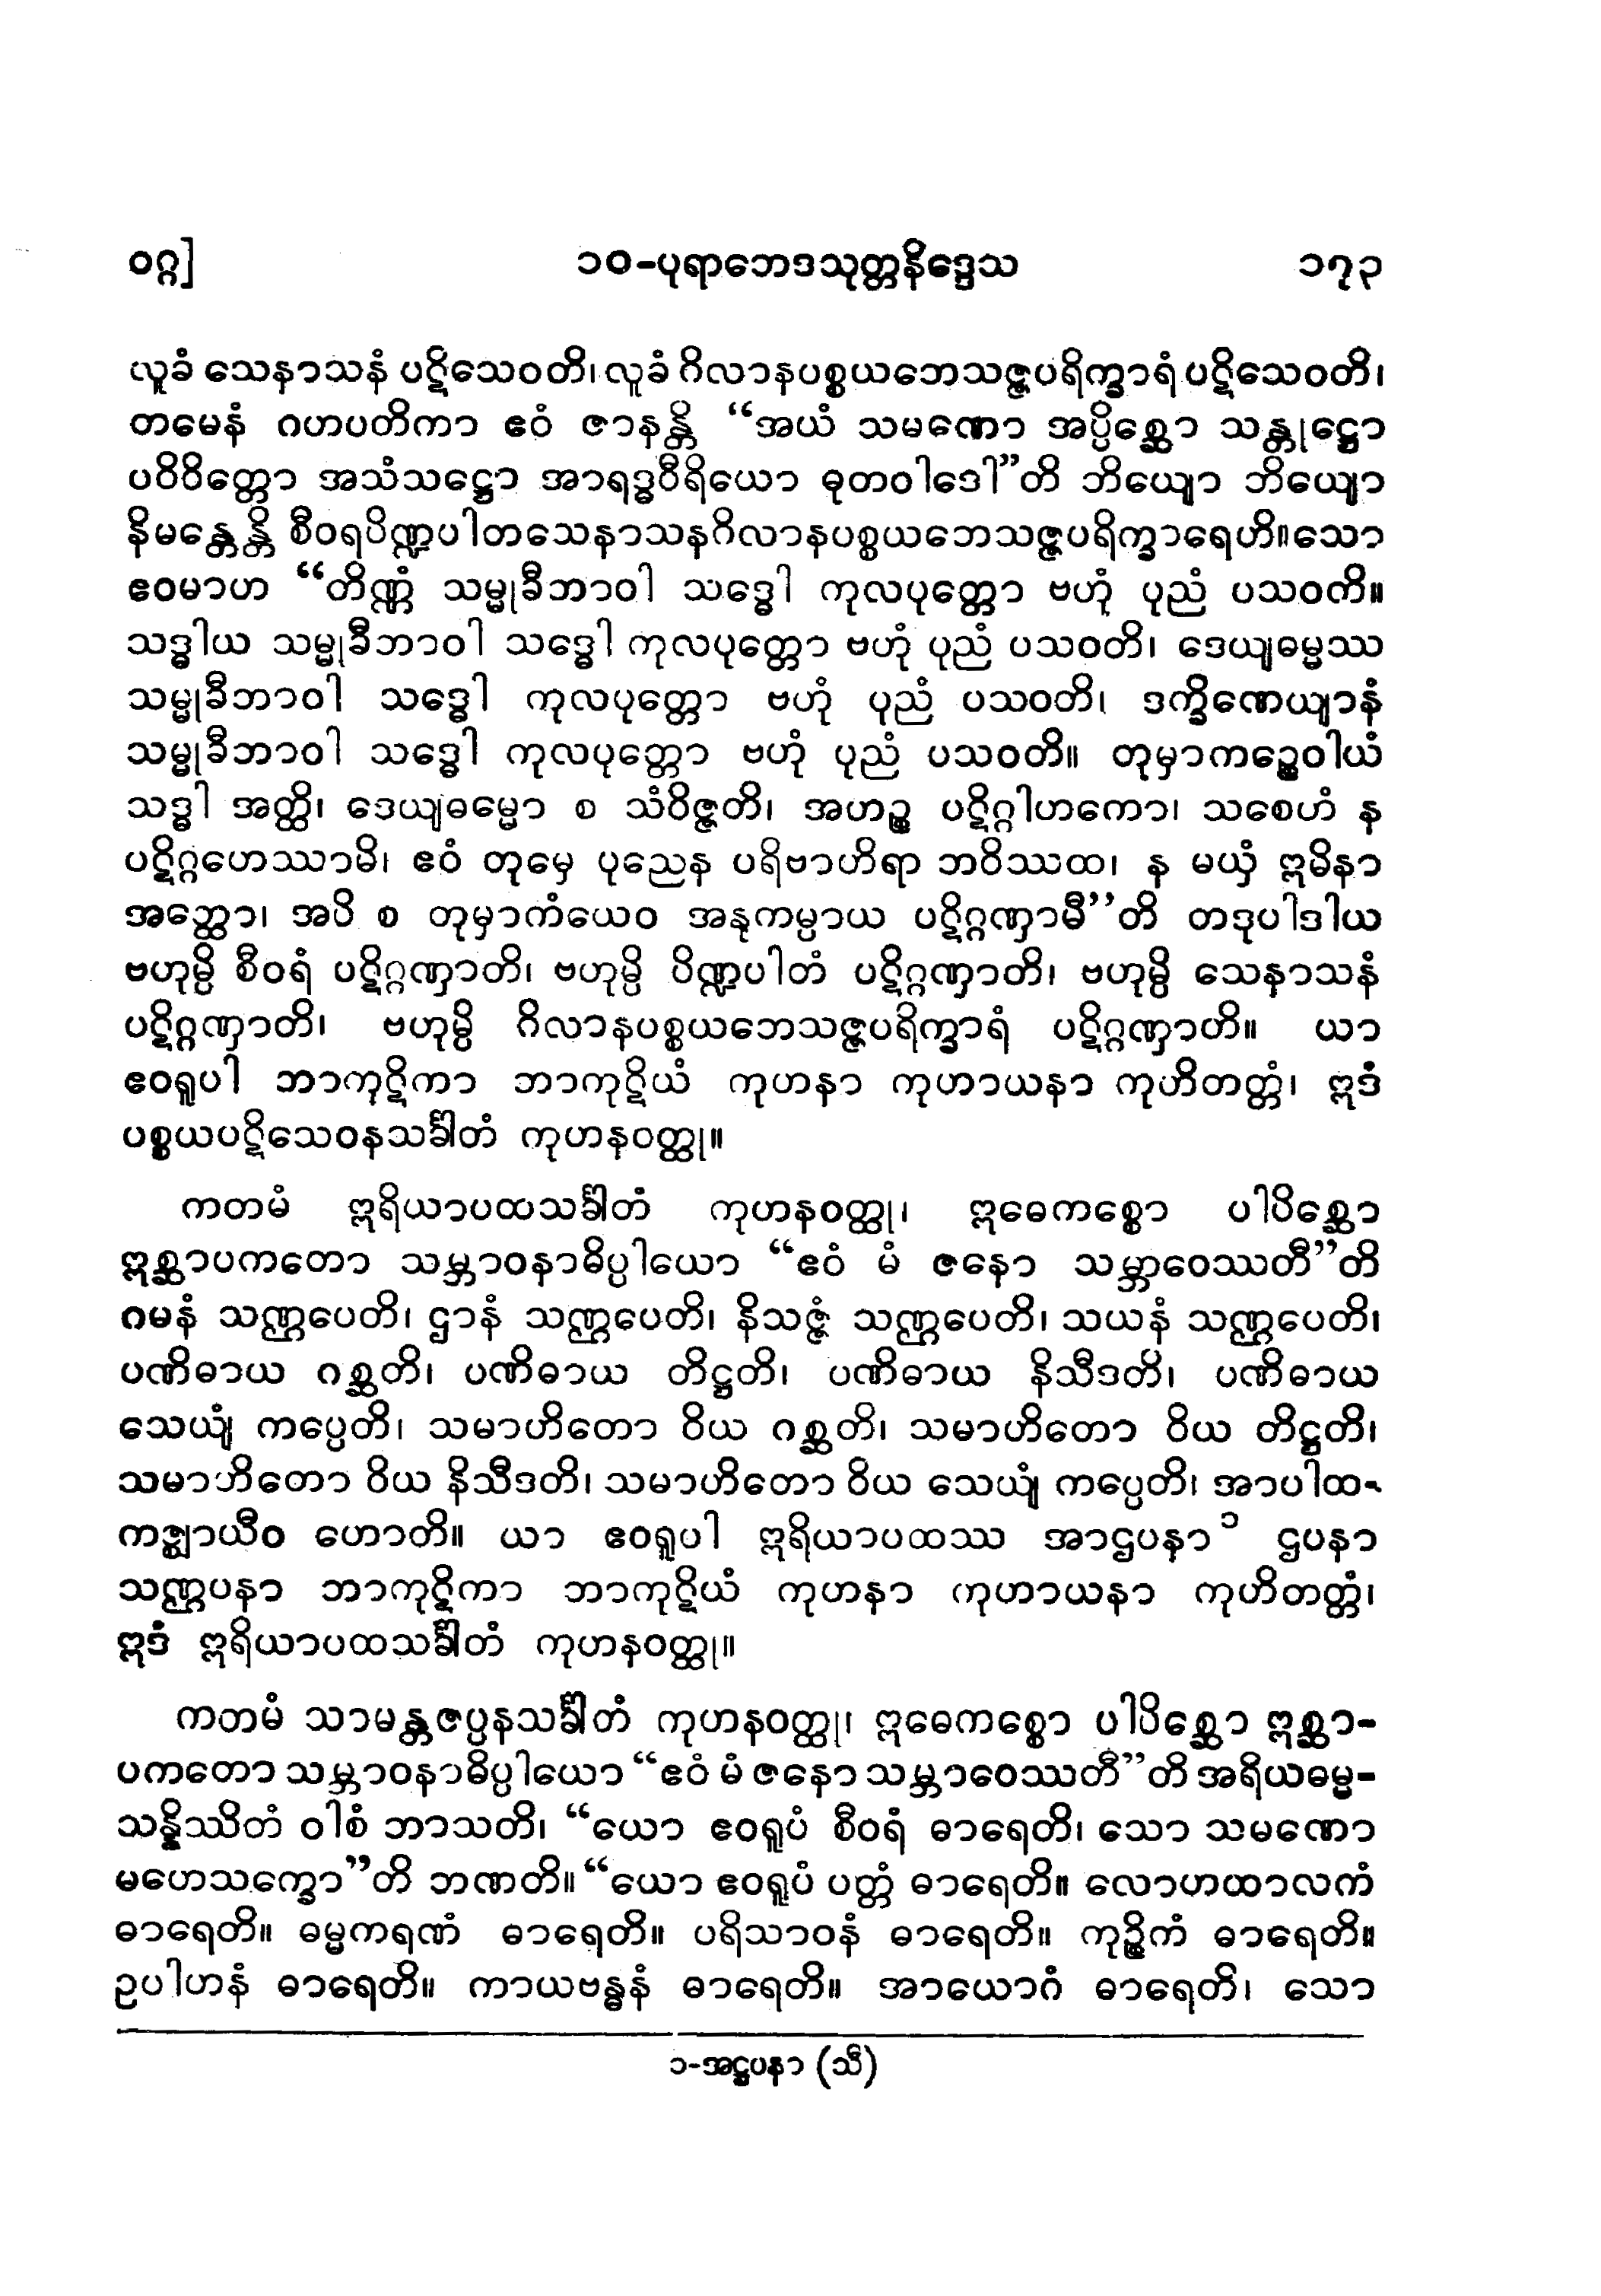 ဝဂ္ဂ] ၁၀-ပုရာဘေဒသုတ္တနိဒ္ဒေသ ၁၇၃
လူခံ သေနာသနံ ပဋိသေဝတိ၊ လူခံ ဂိလာနပစ္စယဘေသဇ္ဇပရိက္ခာရံ ပဋိသေဝတိ၊
တမေနံ ဂဟပတိကာ ဧဝံ ဇာနန္တိ “အယံ သမဏော အပ္ပိစ္ဆော သန္တုဋ္ဌော
ပဝိဝိတ္တော အသံသဋ္ဌော အာရဒ္ဓဝီရိယော ဓုတဝါဒေါ”တိ ဘိယျော ဘိယျော
နိမန္တေန္တိ စီဝရပိဏ္ဍပါတသေနာသနဂိလာနပစ္စယဘေသဇ္ဇပရိက္ခာရေဟိ။ သော
ဧဝမာဟ “တိဏ္ဏံ သမ္မုခီဘာဝါ သဒ္ဓေါ ကုလပုတ္တော ဗဟုံ ပုညံ ပသဝတိ။
သဒ္ဓါယ သမ္မုခီဘာဝါ သဒ္ဓေါ ကုလပုတ္တော ဗဟုံ ပုညံ ပသဝတိ၊ ဒေယျဓမ္မဿ
သမ္မုခီဘာဝါ သဒ္ဓေါ ကုလပုတ္တော ဗဟုံ ပုညံ ပသဝတိ၊ ဒက္ခိဏေယျာနံ
သမ္မုခီဘာဝါ သဒ္ဓေါ ကုလပုတ္တော ဗဟုံ ပုညံ ပသဝတိ။ တုမှာကဉ္စေဝါယံ
သဒ္ဓါ အတ္ထိ၊ ဒေယျဓမ္မော စ သံဝိဇ္ဇတိ၊ အဟဉ္စ ပဋိဂ္ဂါဟကော၊ သစေဟံ န
ပဋိဂ္ဂဟေဿာမိ၊ ဧဝံ တုမှေ ပုညေန ပရိဗာဟိရာ ဘဝိဿထ၊ န မယှံ ဣမိနာ
အတ္ထော၊ အပိ စ တုမှာကံယေဝ အနုကမ္ပာယ ပဋိဂ္ဂဏှာမီ”တိ တဒုပါဒါယ
ဗဟုမ္ပိ စီဝရံ ပဋိဂ္ဂဏှာတိ၊ ဗဟုမ္ပိ ပိဏ္ဍပါတံ ပဋိဂ္ဂဏှာတိ၊ ဗဟုမ္ပိ သေနာသနံ
ပဋိဂ္ဂဏှာတိ၊ ဗဟုမ္ပိ ဂိလာနပစ္စယဘေသဇ္ဇပရိက္ခာရံ ပဋိဂ္ဂဏှာတိ။ ယာ
ဧဝရူပါ ဘာကုဋိကာ ဘာကုဋိယံ ကုဟနာ ကုဟာယနာ ကုဟိတတ္တံ၊ ဣဒံ
ပစ္စယပဋိသေဝနသင်္ခါတံ ကုဟနဝတ္ထု။
ကတမံ ဣရိယာပထသင်္ခါတံ ကုဟနဝတ္ထု၊ ဣဓေကစ္စော ပါပိစ္ဆော
ဣစ္ဆာပကတော သမ္ဘာဝနာဓိပ္ပါယော “ဧဝံ မံ ဇနော သမ္ဘာဝေဿတီ”တိ
ဂမနံ သဏ္ဌပေတိ၊ ဌာနံ သဏ္ဌပေတိ၊ နိသဇ္ဇံ သဏ္ဌပေတိ၊ သယနံ သဏ္ဌပေတိ၊
ပဏိဓာယ ဂစ္ဆတိ၊ ပဏိဓာယ တိဋ္ဌတိ၊ ပဏိဓာယ နိသီဒတိ၊ ပဏိဓာယ
သေယျံ ကပ္ပေတိ၊ သမာဟိတော ဝိယ ဂစ္ဆတိ၊ သမာဟိတော ဝိယ တိဋ္ဌတိ၊
သမာဟိတော ဝိယ နိသီဒတိ၊ သမာဟိတော ဝိယ သေယျံ ကပ္ပေတိ၊ အာပါထ-
ကဇ္ဈာယီဝ ဟောတိ။ ယာ ဧဝရူပါ ဣရိယာပထဿ အာဌပနာ ၁ ဌပနာ
သဏ္ဌပနာ ဘာကုဋိကာ ဘာကုဋိယံ ကုဟနာ ကုဟာယနာ ကုဟိတတ္တံ၊
ဣဒံ ဣရိယာပထသင်္ခါတံ ကုဟနဝတ္ထု။
ကတမံ သာမန္တဇပ္ပနသင်္ခါတံ ကုဟနဝတ္ထု၊ ဣဓေကစ္စော ပါပိစ္ဆော ဣစ္ဆာ-
ပကတော သမ္ဘာဝနာဓိပ္ပါယော “ဧဝံ မံ ဇနော သမ္ဘာဝေဿတီ”တိ အရိယဓမ္မ-
သန္နိဿိတံ ဝါစံ ဘာသတိ၊ “ယော ဧဝရူပံ စီဝရံ ဓာရေတိ၊ သော သမဏော
မဟေသက္ခော”တိ ဘဏတိ။ “ယော ဧဝရူပံ ပတ္တံ ဓာရေတိ။ လောဟထာလကံ
ဓာရေတိ။ ဓမ္မကရဏံ ဓာရေတိ။ ပရိသာဝနံ ဓာရေတိ။ ကုဉ္စိကံ ဓာရေတိ။
ဥပါဟနံ ဓာရေတိ။ ကာယဗန္ဓနံ ဓာရေတိ။ အာယောဂံ ဓာရေတိ၊ သော
၁-အဋ္ဌပနာ (သီ)